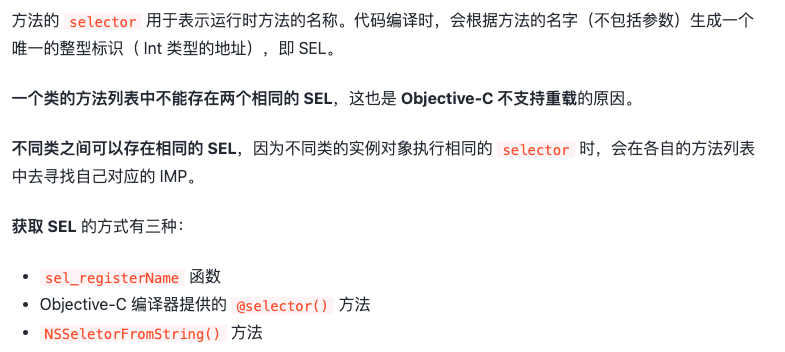 方法的 selector 用于表示运行时方法的名称。代码编译时，会根据方法的名字（不包括参数）生成一个
唯一的整型标识（ Int 类型的地址），即 SEL。
一个类的方法列表中不能存在两个相同的 SEL，这也是 Objective-C 不支持重载的原因。
不同类之间可以存在相同的 SEL，因为不同类的实例对象执行相同的 selector 时，会在各自的方法列表
中去寻找自己对应的 IMP。
获取 SEL 的方式有三种：
• sel_registerName 函数
• Objective-C 编译器提供的 @selector() 方法
• NSSeletorFromString() 方法